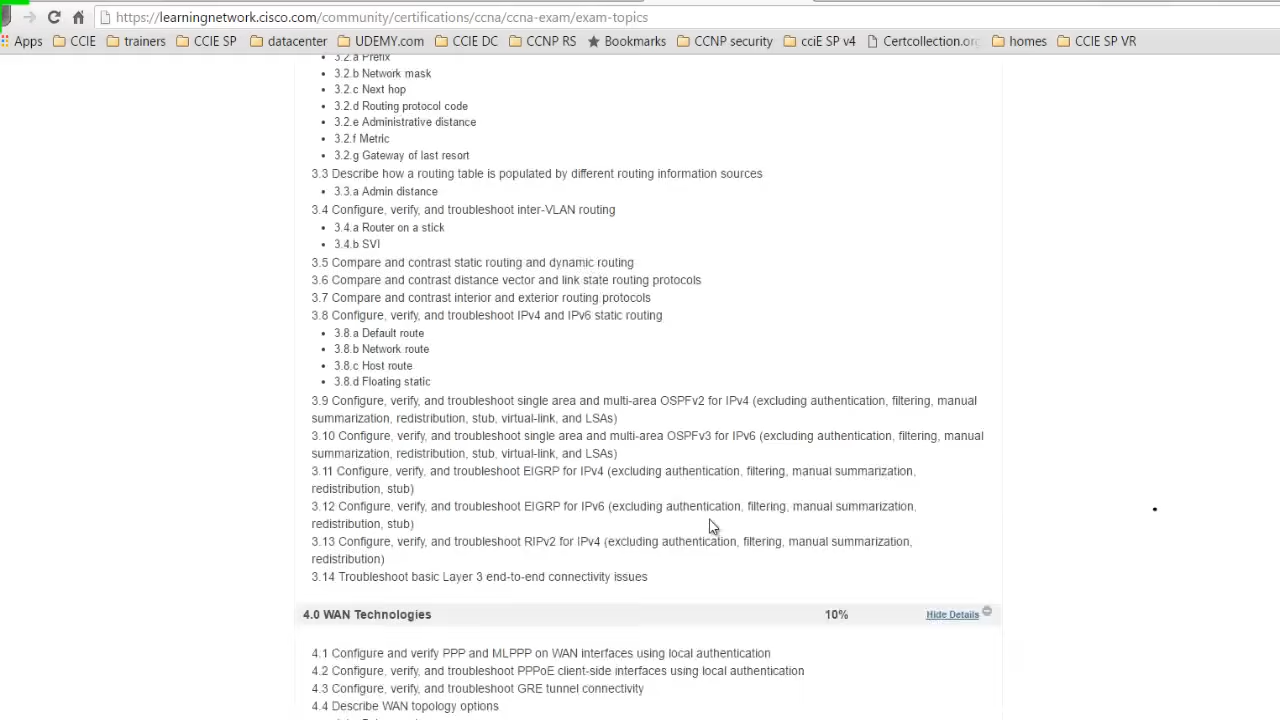 https://learningnetwork.cisco.com/community/certifications/ccna/ccna-exam/exam-topics
Apps CCIE trainers CCIE SP datacenter UDEMY.com CCIE DC CCNP RS Bookmarks CCNP security cciE SP v4 Certcollection.org homes CCIE SP VR
3.2.a Prefix
3.2.b Network mask
3.2.c Next hop
3.2.d Routing protocol code
3.2.e Administrative distance
3.2.f Metric
3.2.g Gateway of last resort
3.3 Describe how a routing table is populated by different routing information sources
3.3.a Admin distance
3.4 Configure, verify, and troubleshoot inter-VLAN routing
3.4.a Router on a stick
3.4.b SVI
3.5 Compare and contrast static routing and dynamic routing
3.6 Compare and contrast distance vector and link state routing protocols
3.7 Compare and contrast interior and exterior routing protocols
3.8 Configure, verify, and troubleshoot IPv4 and IPv6 static routing
3.8.a Default route
3.8.b Network route
3.8.c Host route
3.8.d Floating static
3.9 Configure, verify, and troubleshoot single area and multi-area OSPFv2 for IPv4 (excluding authentication, filtering, manual
summarization, redistribution, stub, virtual-link, and LSAs)
3.10 Configure, verify, and troubleshoot single area and multi-area OSPFv3 for IPv6 (excluding authentication, filtering, manual
summarization, redistribution, stub, virtual-link, and LSAs)
3.11 Configure, verify, and troubleshoot EIGRP for IPv4 (excluding authentication, filtering, manual summarization,
redistribution, stub)
3.12 Configure, verify, and troubleshoot EIGRP for IPv6 (excluding authentication, filtering, manual summarization,
redistribution, stub)
3.13 Configure, verify, and troubleshoot RIPv2 for IPv4 (excluding authentication, filtering, manual summarization,
redistribution)
3.14 Troubleshoot basic Layer 3 end-to-end connectivity issues
4.0 WAN Technologies 10% Hide Details
4.1 Configure and verify PPP and MLPPP on WAN interfaces using local authentication
4.2 Configure, verify, and troubleshoot PPPoE client-side interfaces using local authentication
4.3 Configure, verify, and troubleshoot GRE tunnel connectivity
4.4 Describe WAN topology options